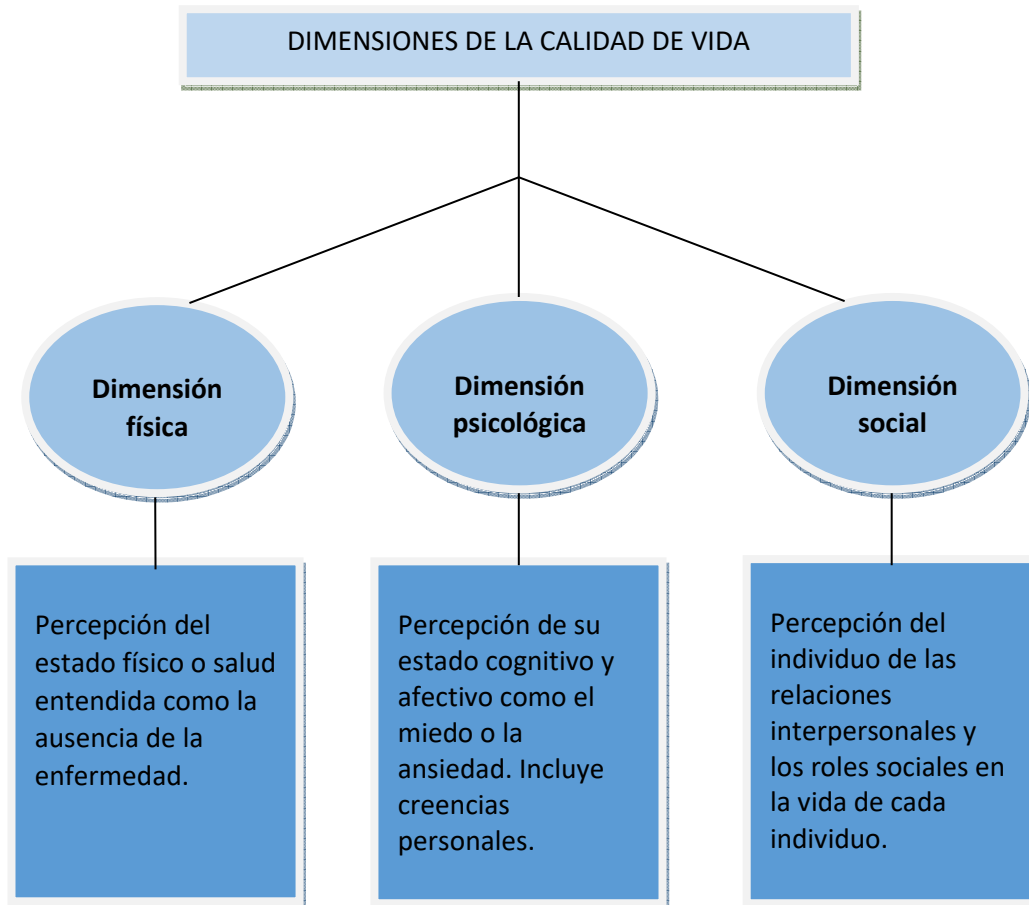 DIMENSIONES DE LA CALIDAD DE VIDA
Dimensión
física
Dimensión
psicológica
Dimensión
social
Percepción del
estado físico o salud
entendida como la
ausencia de la
enfermedad.
Percepción de su
estado cognitivo y
afectivo como el
miedo o la
ansiedad. Incluye
creencias
personales.
Percepción del
individuo de las
relaciones
interpersonales y
los roles sociales en
la vida de cada
individuo.